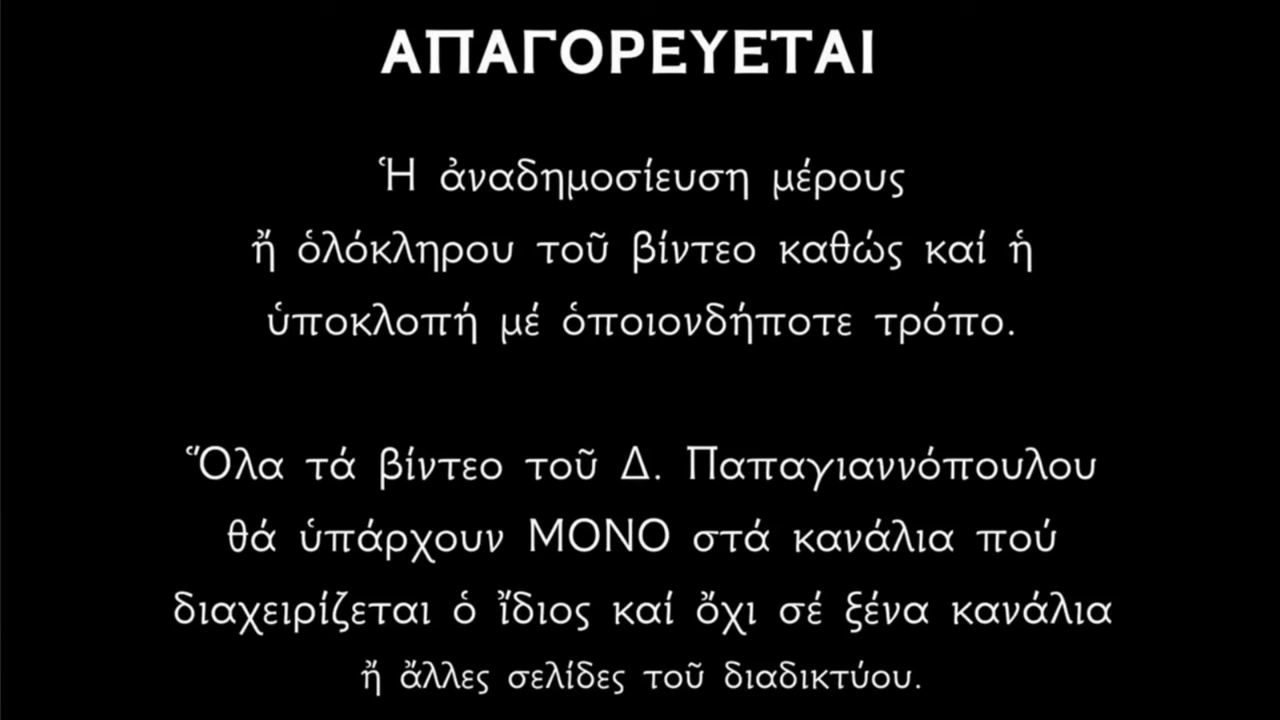 ΑΠΑΓΟΡΕΥΕΤΑΙ
Ἡ ἀναδημοσίευση μέρους
ἤ ὁλόκληρου τοῦ βίντεο καθώς καί ἡ
ὑποκλοπή μέ ὁποιονδήποτε τρόπο.
Ὅλα τά βίντεο τοῦ Δ. Παπαγιαννόπουλου
θά ὑπάρχουν ΜΟΝΟ στά κανάλια πού
διαχειρίζεται ὁ ἴδιος καί ὄχι σέ ξένα κανάλια
ἤ ἄλλες σελίδες τοῦ διαδικτύου.